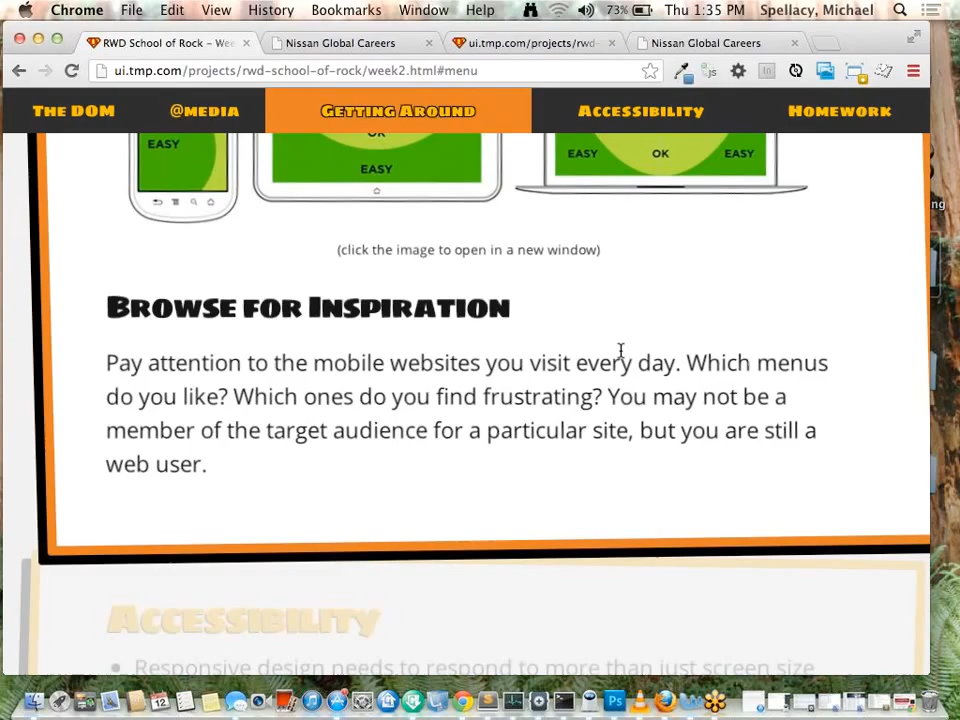 Chrome File Edit View History Bookmarks Window Help 73% Thu 1:35 PM Spellacy, Michael
RWD School of Rock – Wee Nissan Global Careers ui.tmp.com/projects/rwd- Nissan Global Careers
ui.tmp.com/projects/rwd-school-of-rock/week2.html#menu
The DOM @media Getting Around Accessibility Homework
OK
EASY EASY OK EASY
EASY
(click the image to open in a new window)
Browse for Inspiration
Pay attention to the mobile websites you visit every day. Which menus
do you like? Which ones do you find frustrating? You may not be a
member of the target audience for a particular site, but you are still a
web user.
Accessibility
Responsive design needs to respond to more than just screen size